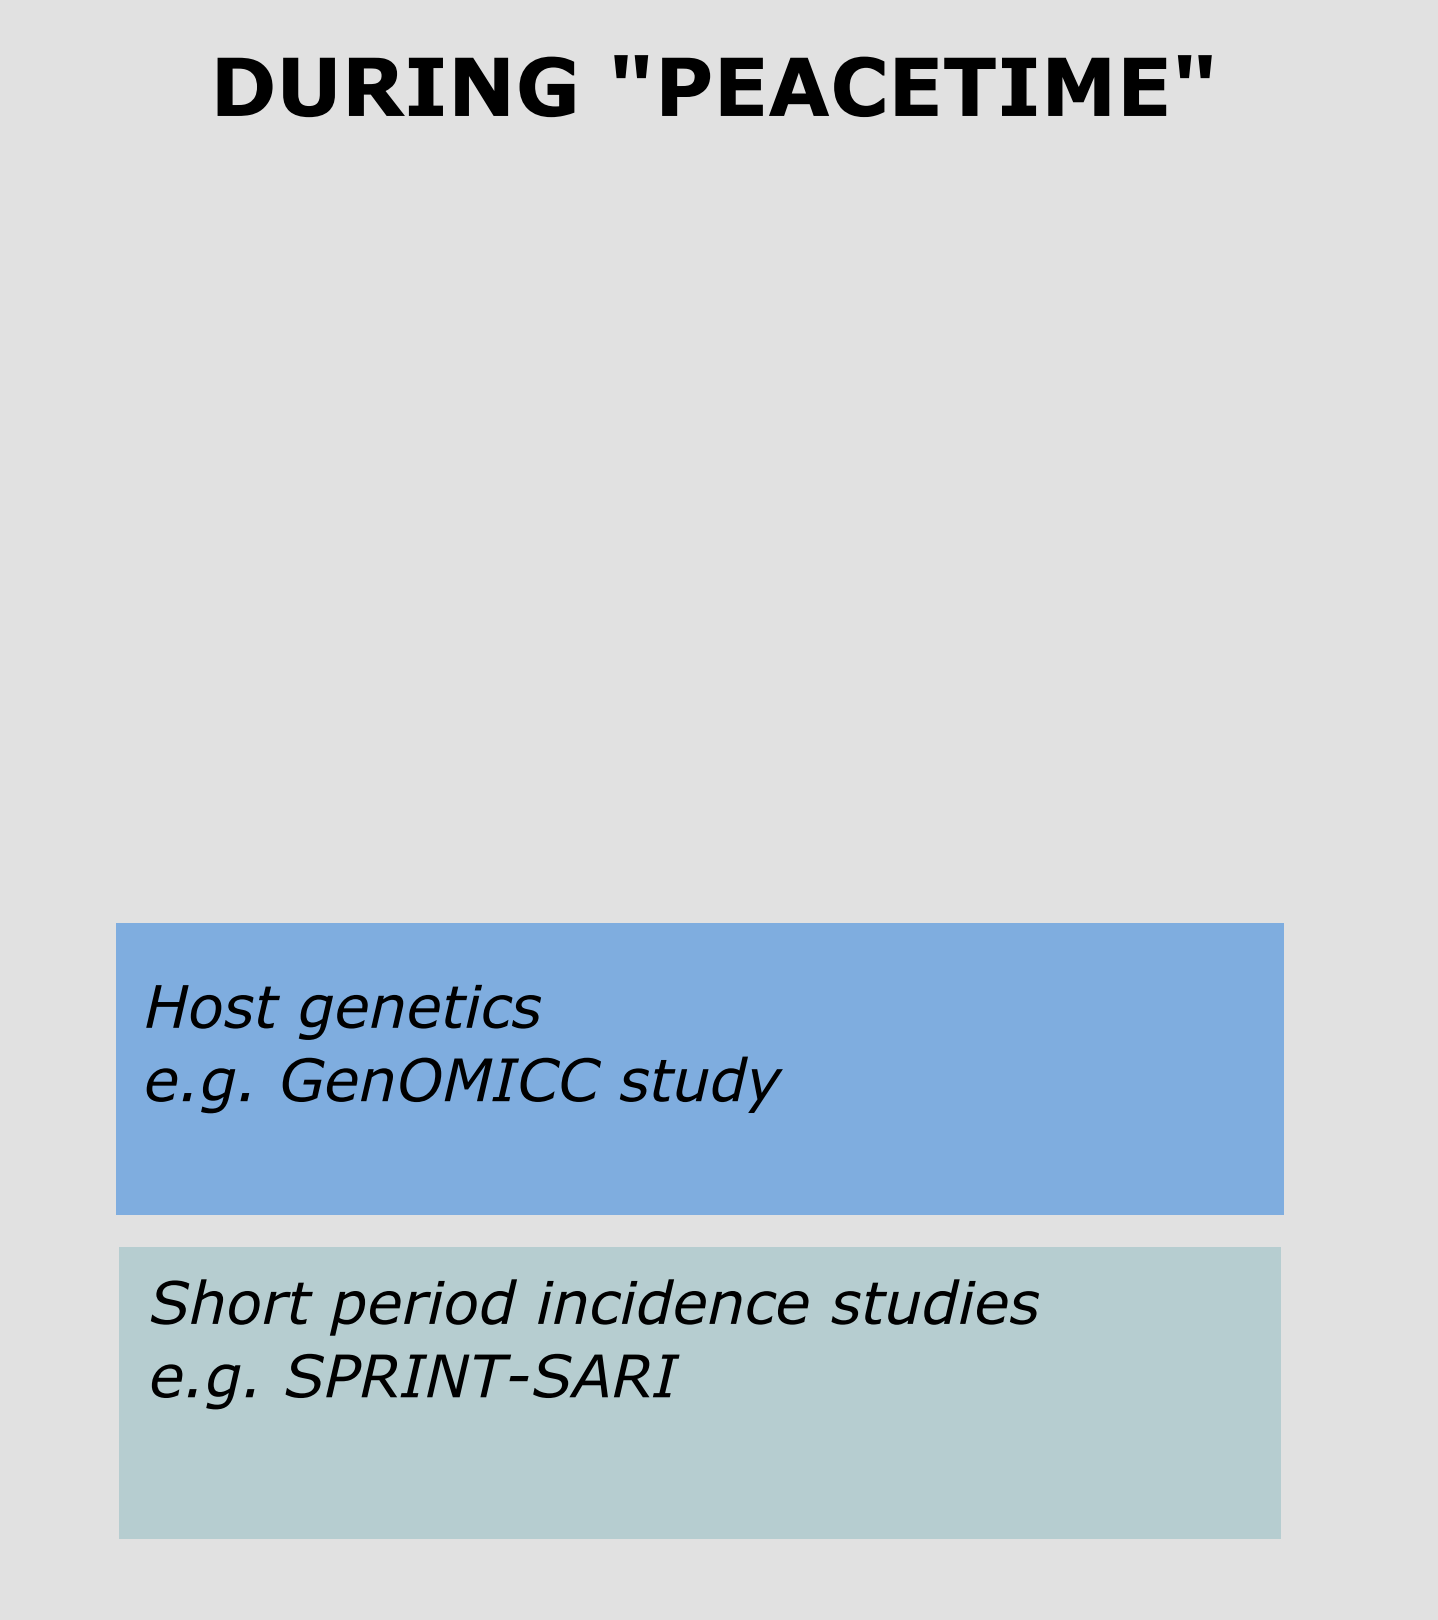 DURING "PEACETIME"
Host genetics
e.g. GenOMICC study
Short period incidence studies
e.g. SPRINT-SARI